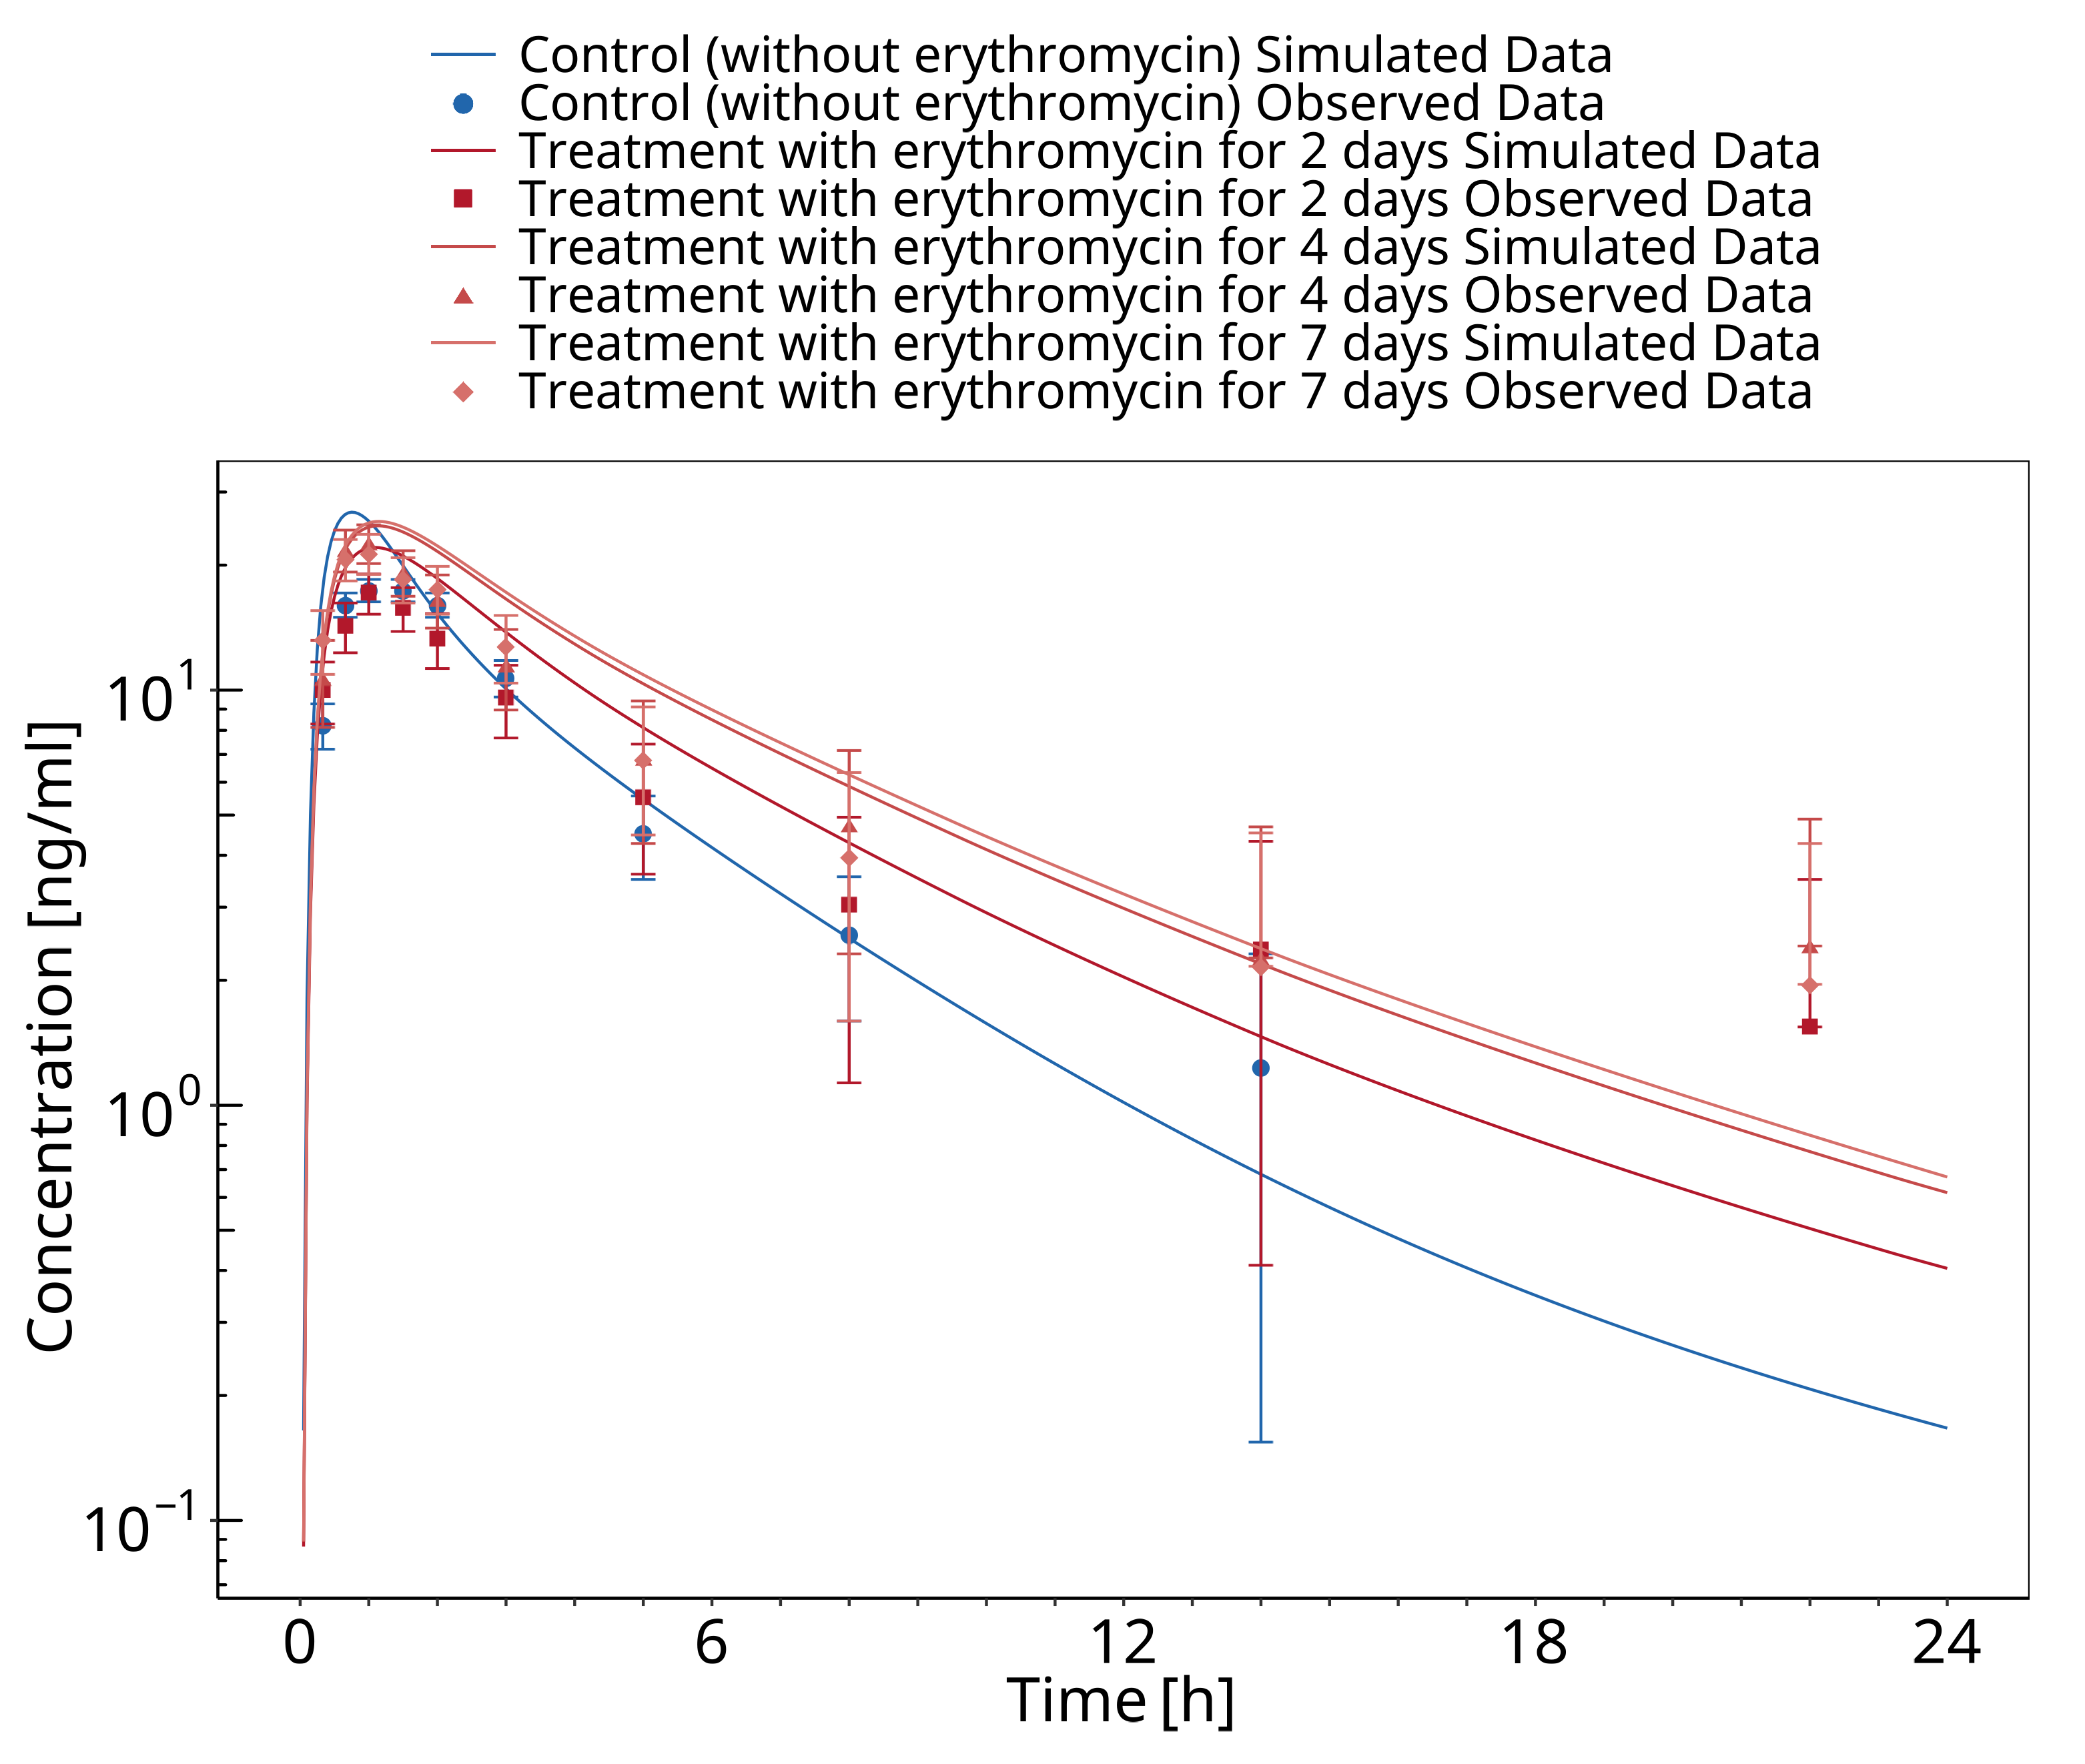 Control (without erythromycin) Simulated Data
Control (without erythromycin) Observed Data
Treatment with erythromycin for 2 days Simulated Data
Treatment with erythromycin for 2 days Observed Data
Treatment with erythromycin for 4 days Simulated Data
Treatment with erythromycin for 4 days Observed Data
Treatment with erythromycin for 7 days Simulated Data
Treatment with erythromycin for 7 days Observed Data
Concentration [ng/ml]
10¹
10⁰
10⁻¹
0 6 12 18 24
Time [h]